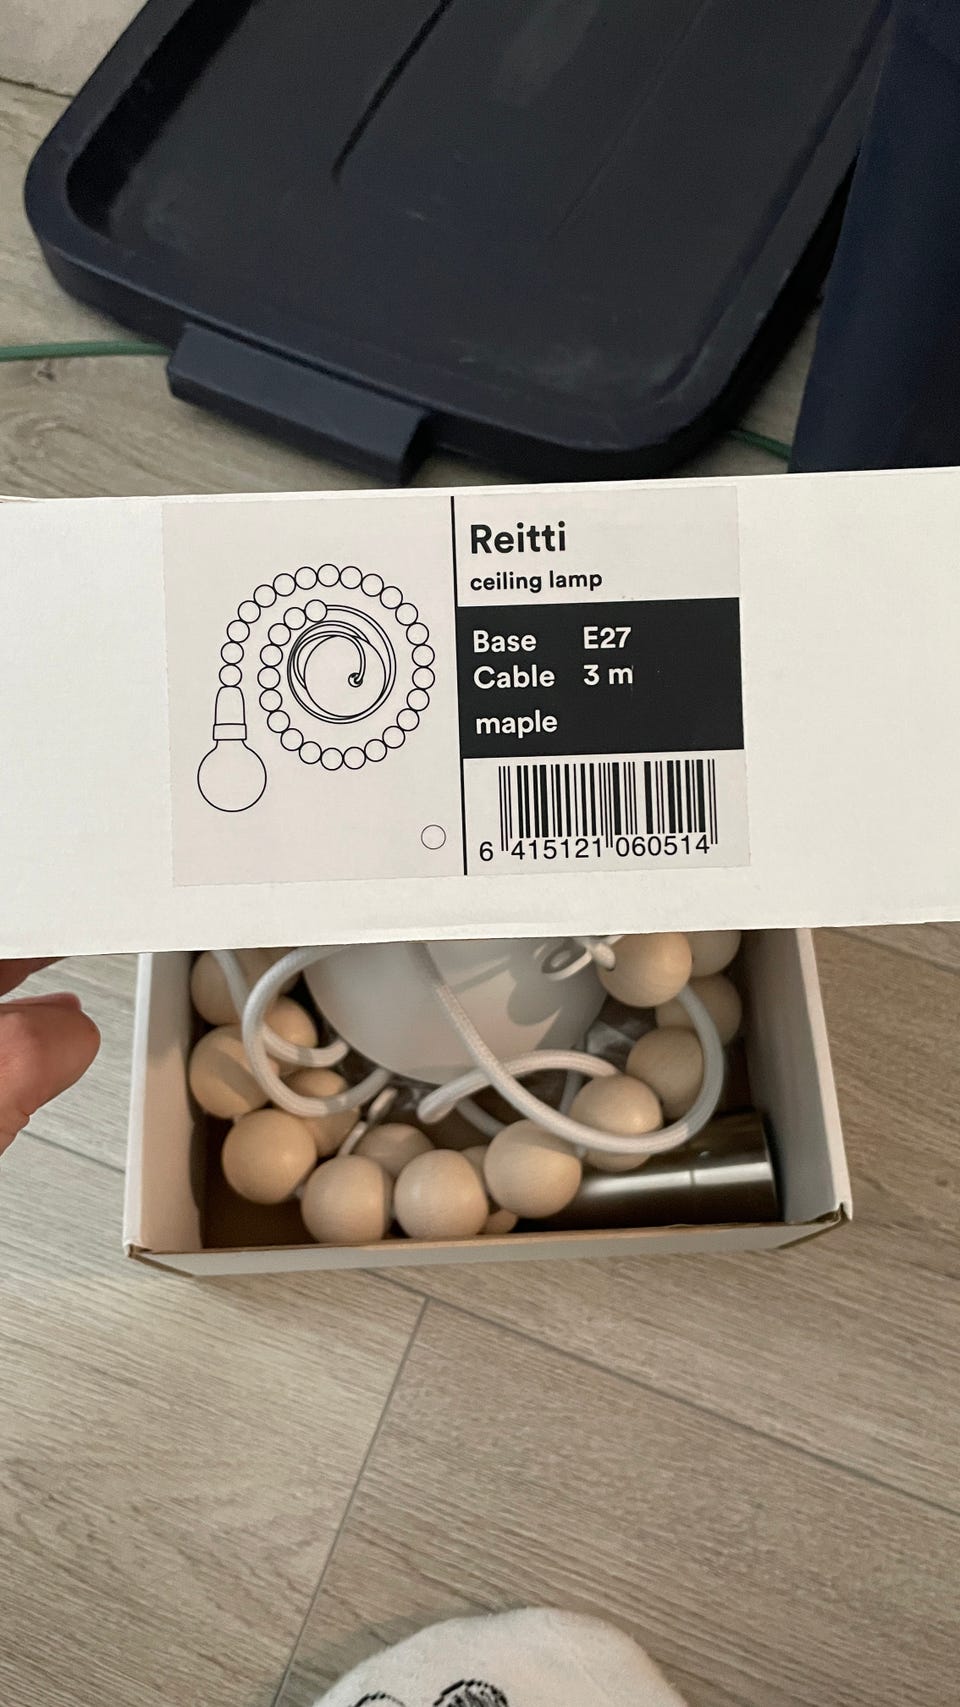 Reitti
ceiling lamp
Base E27
Cable 3 m
maple
6 415121 060514